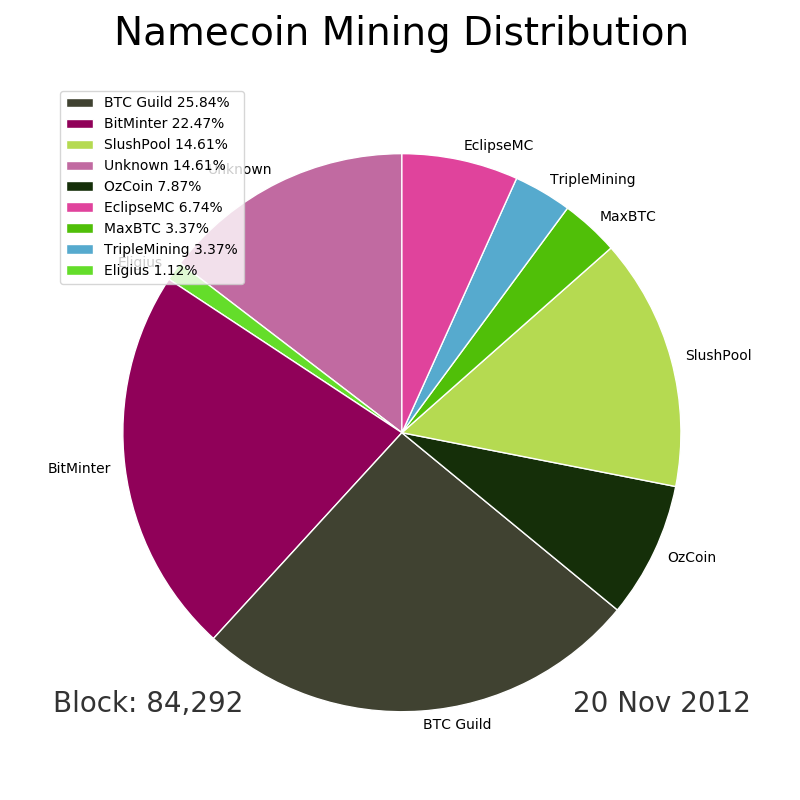 Namecoin Mining Distribution
BTC Guild 25.84%
BitMinter 22.47%
SlushPool 14.61%
Unknown 14.61%
OzCoin 7.87%
EclipseMC 6.74%
MaxBTC 3.37%
TripleMining 3.37%
Eligius 1.12%
EclipseMC
TripleMining
MaxBTC
Unknown
Eligius
SlushPool
BitMinter
OzCoin
BTC Guild
Block: 84,292
20 Nov 2012